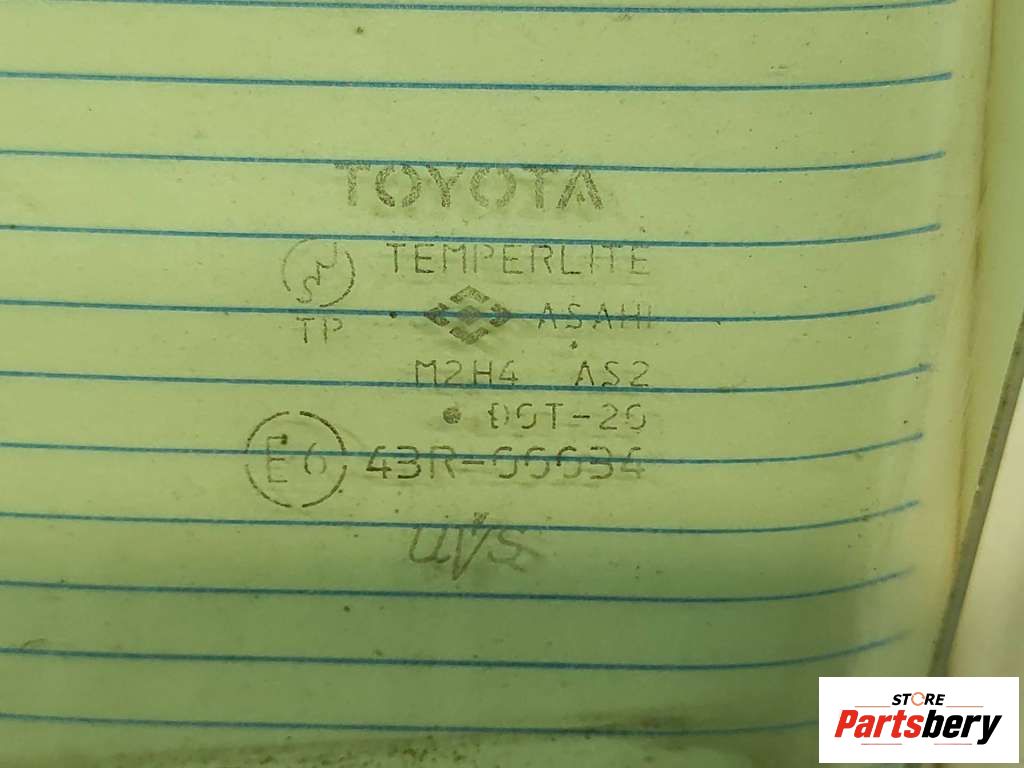 TOYOTA
TEMPERLITE
TP
ASAHI
M2H4 AS2
DOT-20
E6 43R-00034
uvs
STORE
Partsbery